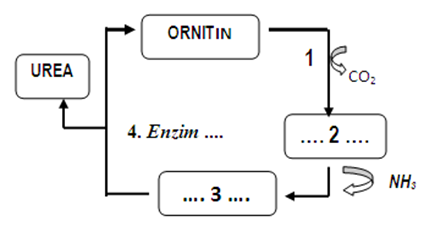 ORNITIN
UREA
1
CO₂
4. Enzim ....
.... 2 ....
.... 3 ....
NH₃